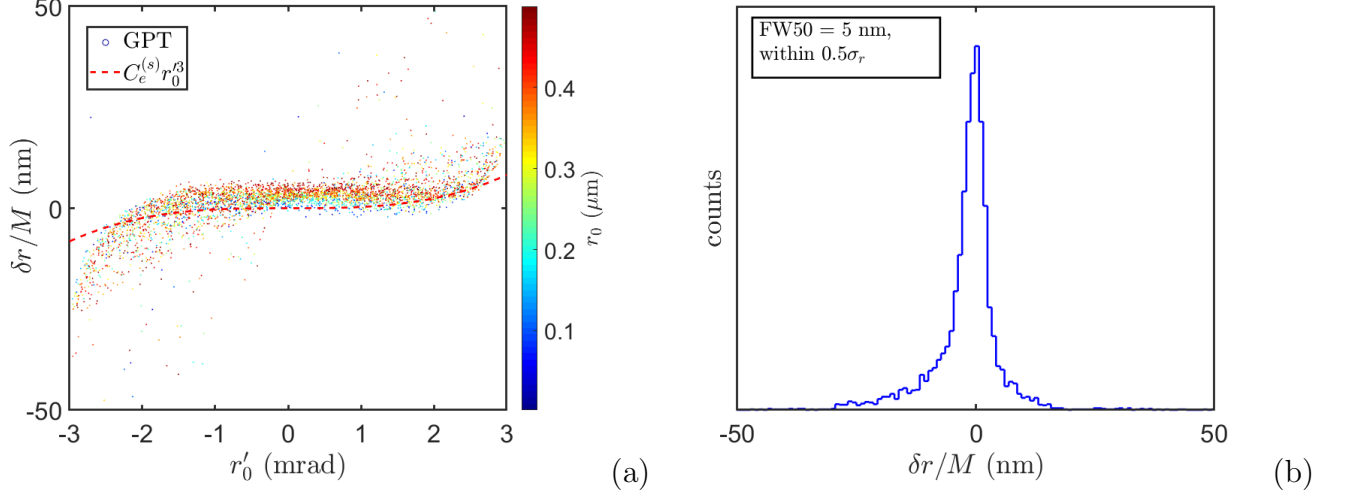 50
0
-50
δr/M (nm)
GPT
C_e^{(s)} r_0'^3
-3
-2
-1
0
1
2
3
r_0' (mrad)
0.4
0.3
0.2
0.1
r_0 (μm)
(a)
FW50 = 5 nm,
within 0.5σ_r
counts
-50
0
50
δr/M (nm)
(b)